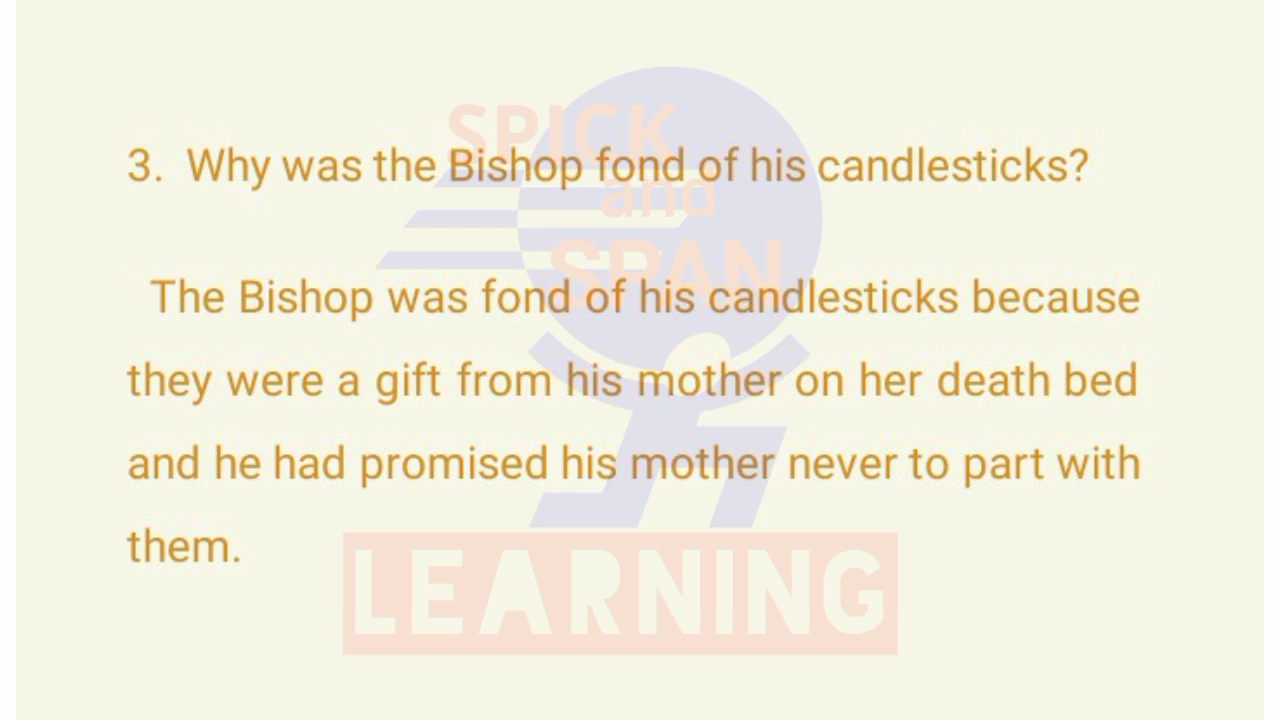 3. Why was the Bishop fond of his candlesticks?
The Bishop was fond of his candlesticks because
they were a gift from his mother on her death bed
and he had promised his mother never to part with
them.
SPICK
and
SPAN
LEARNING